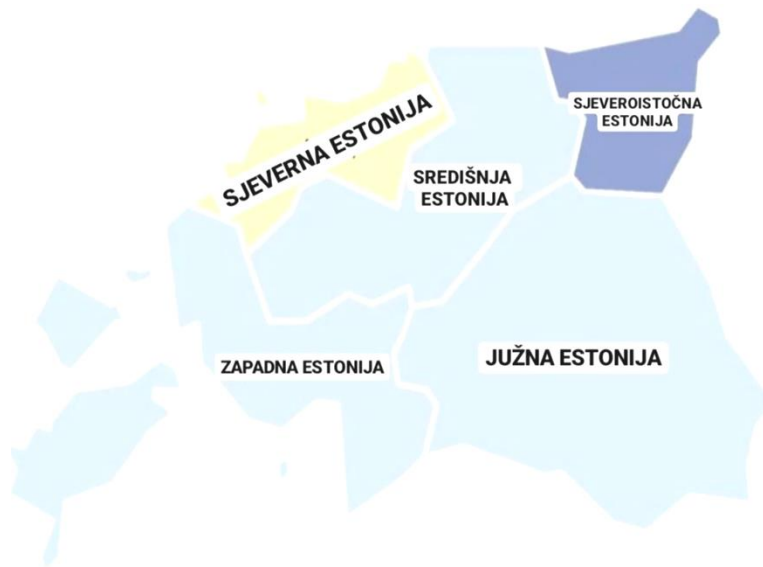 SJEVEROISTOČNA
ESTONIJA
SJEVERNA ESTONIJA
SREDIŠNJA
ESTONIJA
ZAPADNA ESTONIJA
JUŽNA ESTONIJA